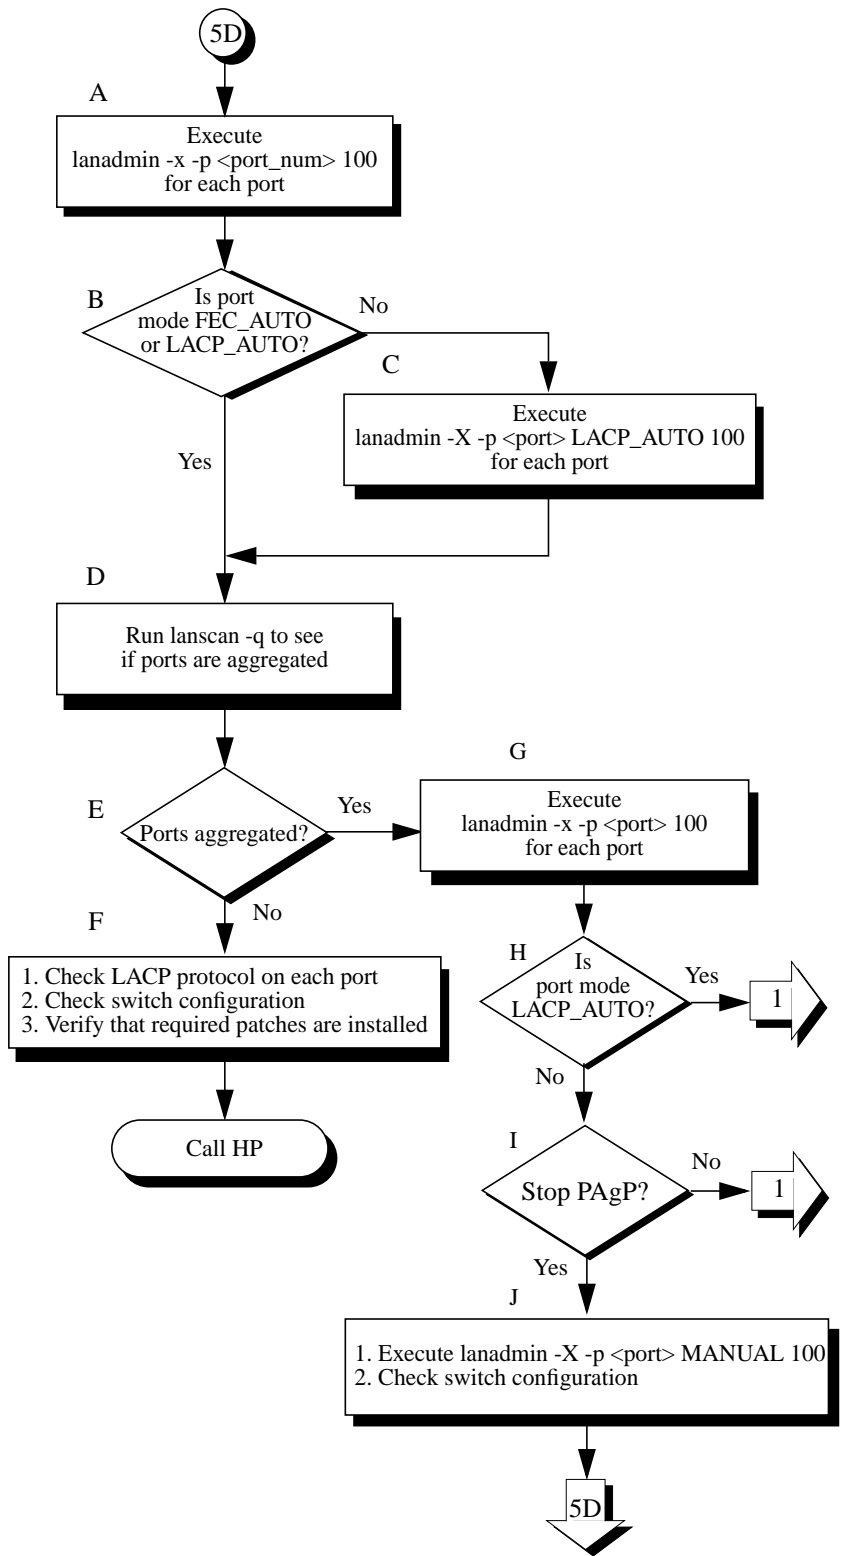 5D
A
Execute
lanadmin -x -p <port_num> 100
for each port
B
Is port
mode FEC_AUTO
or LACP_AUTO?
No
C
Execute
lanadmin -X -p <port> LACP_AUTO 100
for each port
Yes
D
Run lanscan -q to see
if ports are aggregated
E
Ports aggregated?
Yes
G
Execute
lanadmin -x -p <port> 100
for each port
No
F
1. Check LACP protocol on each port
2. Check switch configuration
3. Verify that required patches are installed
Call HP
H
Is
port mode
LACP_AUTO?
Yes
1
No
I
Stop PAgP?
No
1
Yes
J
1. Execute lanadmin -X -p <port> MANUAL 100
2. Check switch configuration
5D